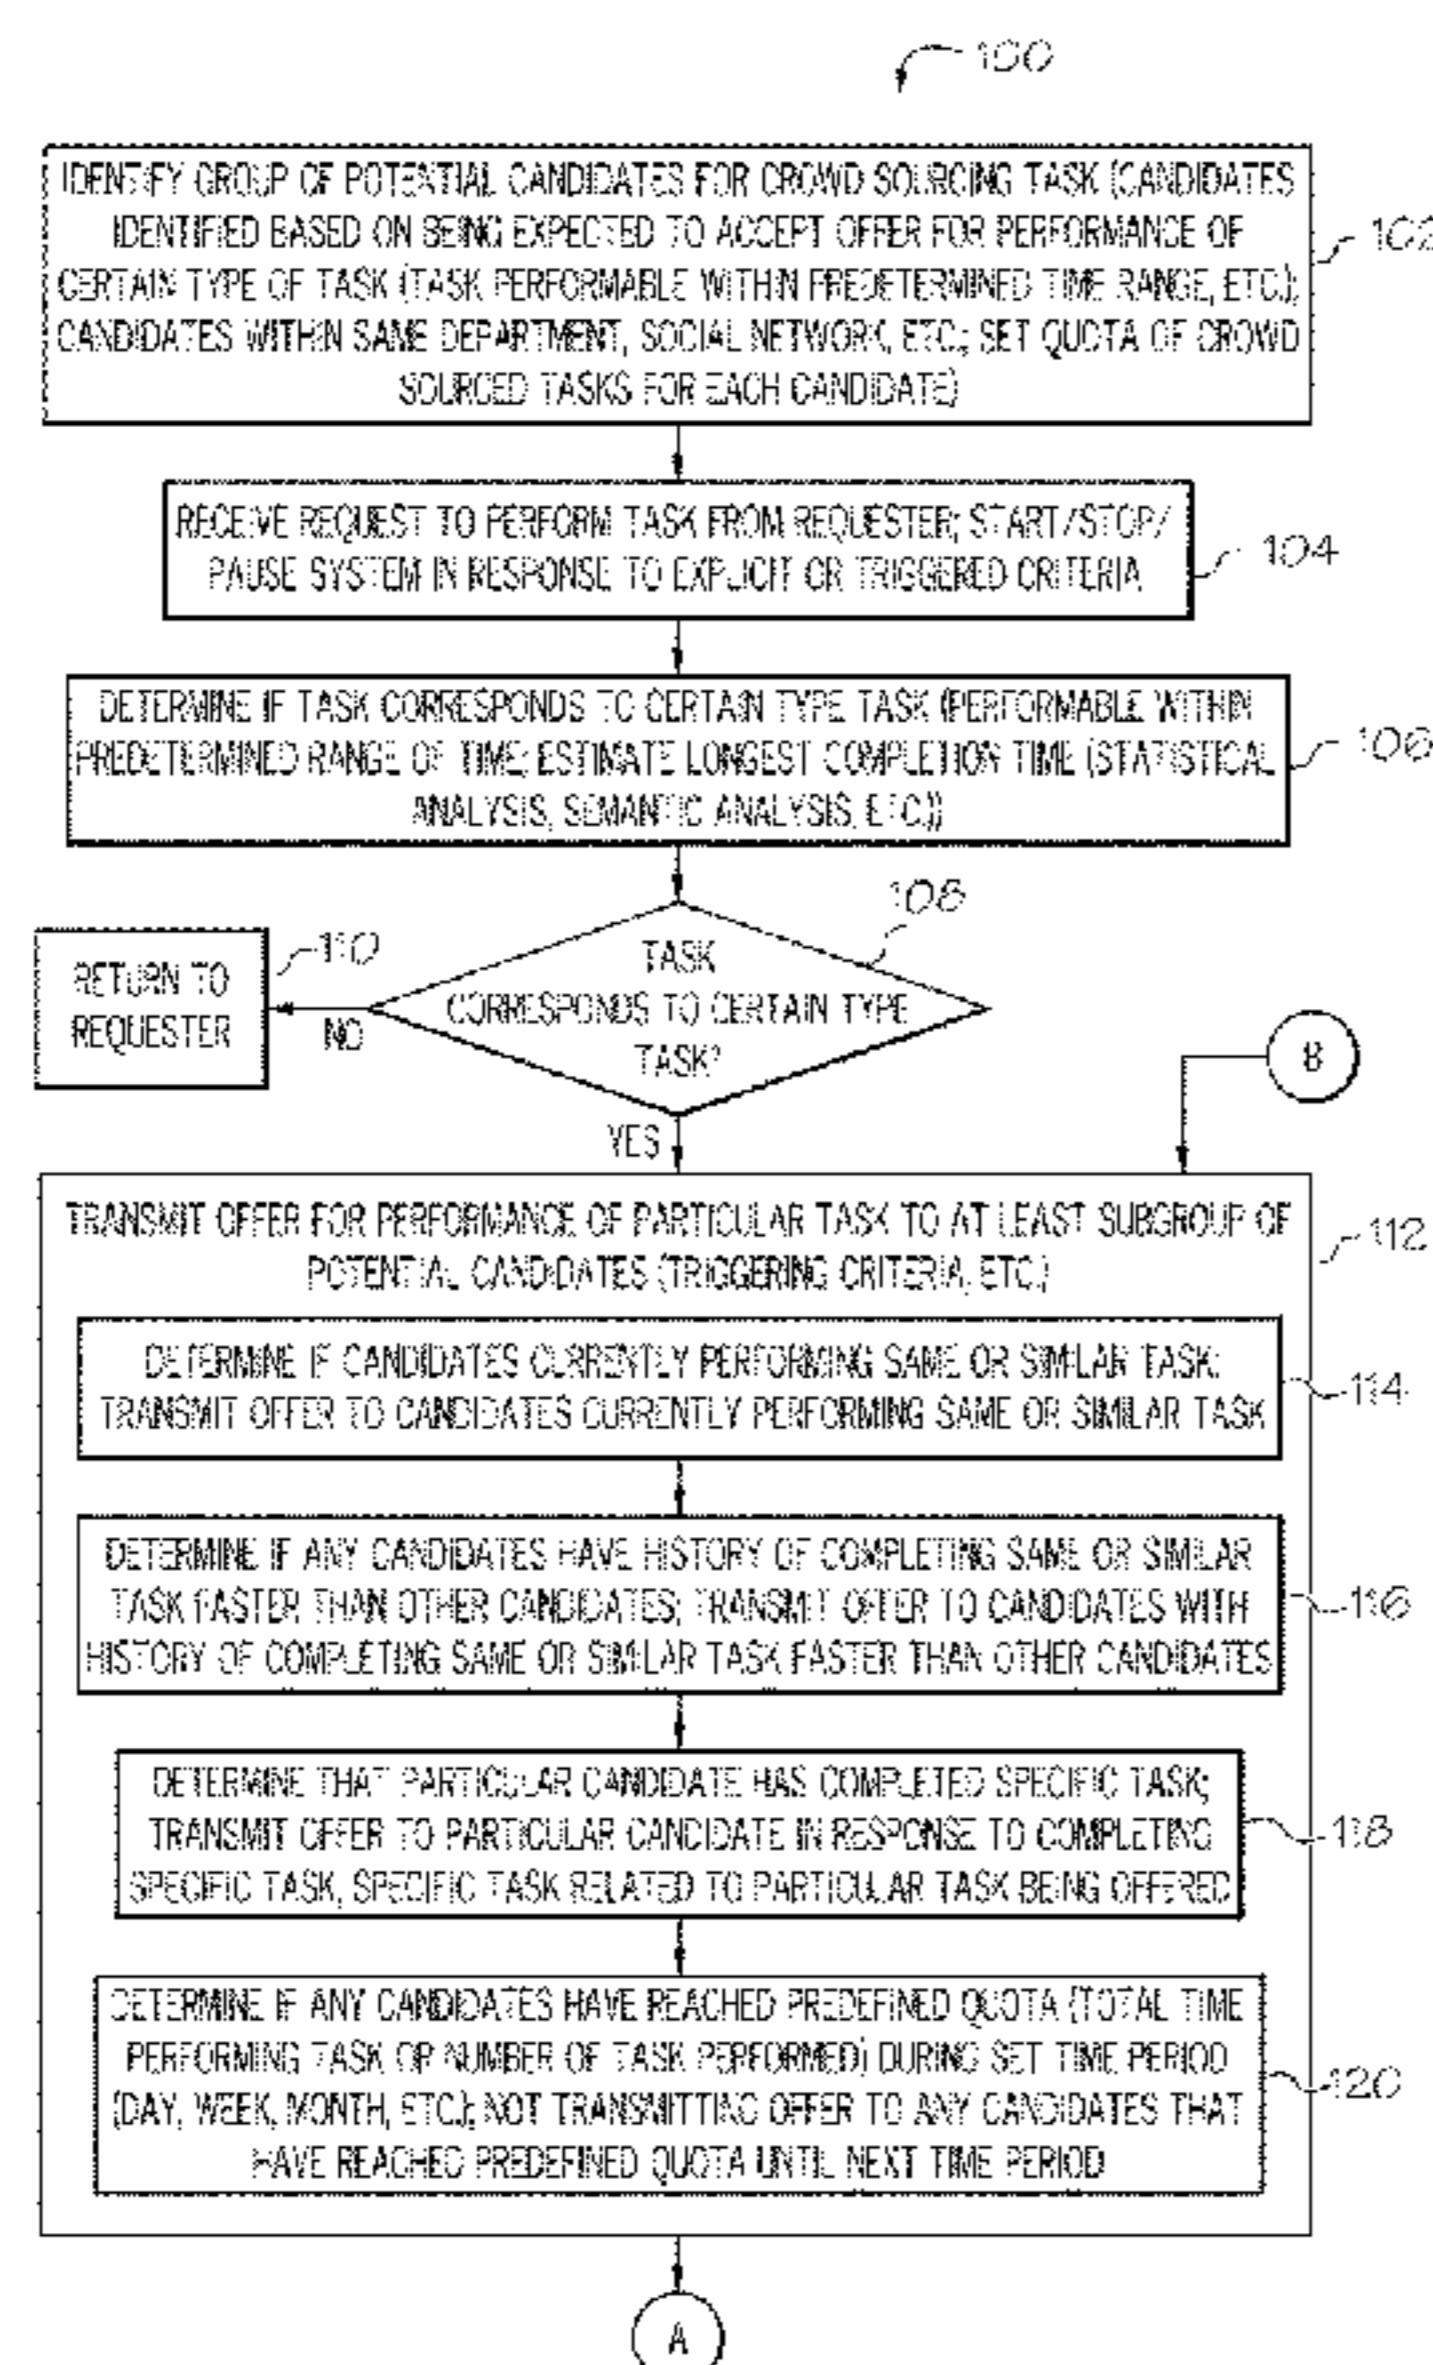 100
IDENTIFY GROUP OF POTENTIAL CANDIDATES FOR CROWD SOURCING TASK (CANDIDATES
IDENTIFIED BASED ON BEING EXPECTED TO ACCEPT OFFER FOR PERFORMANCE OF
CERTAIN TYPE OF TASK (TASK PERFORMABLE WITHIN PREDETERMINED TIME RANGE, ETC.);
CANDIDATES WITHIN SAME DEPARTMENT, SOCIAL NETWORK, ETC.; SET QUOTA OF CROWD
SOURCED TASKS FOR EACH CANDIDATE)
102
RECEIVE REQUEST TO PERFORM TASK FROM REQUESTER; START/STOP/
PAUSE SYSTEM IN RESPONSE TO EXPLICIT OR TRIGGERED CRITERIA
104
DETERMINE IF TASK CORRESPONDS TO CERTAIN TYPE TASK (PERFORMABLE WITHIN
PREDETERMINED RANGE OF TIME; ESTIMATE LONGEST COMPLETION TIME (STATISTICAL
ANALYSIS, SEMANTIC ANALYSIS, ETC.))
106
108
TASK
CORRESPONDS TO CERTAIN TYPE
TASK?
110
RETURN TO
REQUESTER
NO
B
YES
TRANSMIT OFFER FOR PERFORMANCE OF PARTICULAR TASK TO AT LEAST SUBGROUP OF
POTENTIAL CANDIDATES (TRIGGERING CRITERIA, ETC.)
112
DETERMINE IF CANDIDATES CURRENTLY PERFORMING SAME OR SIMILAR TASK;
TRANSMIT OFFER TO CANDIDATES CURRENTLY PERFORMING SAME OR SIMILAR TASK
114
DETERMINE IF ANY CANDIDATES HAVE HISTORY OF COMPLETING SAME OR SIMILAR
TASK FASTER THAN OTHER CANDIDATES; TRANSMIT OFFER TO CANDIDATES WITH
HISTORY OF COMPLETING SAME OR SIMILAR TASK FASTER THAN OTHER CANDIDATES
116
DETERMINE THAT PARTICULAR CANDIDATE HAS COMPLETED SPECIFIC TASK;
TRANSMIT OFFER TO PARTICULAR CANDIDATE IN RESPONSE TO COMPLETING
SPECIFIC TASK, SPECIFIC TASK RELATED TO PARTICULAR TASK BEING OFFERED
118
DETERMINE IF ANY CANDIDATES HAVE REACHED PREDEFINED QUOTA (TOTAL TIME
PERFORMING TASK OR NUMBER OF TASK PERFORMED) DURING SET TIME PERIOD
(DAY, WEEK, MONTH, ETC.); NOT TRANSMITTING OFFER TO ANY CANDIDATES THAT
HAVE REACHED PREDEFINED QUOTA UNTIL NEXT TIME PERIOD
120
A